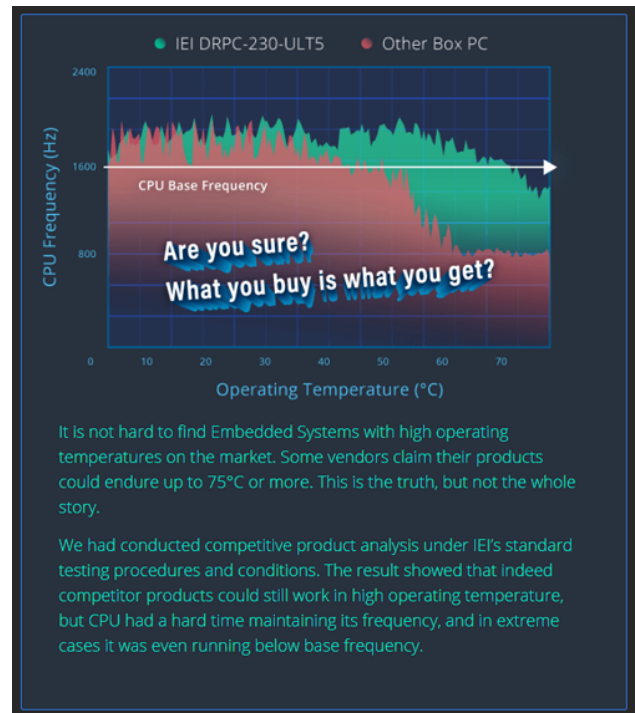 IEI DRPC-230-ULT5
Other Box PC
2400
1600
800
0
CPU Frequency (Hz)
CPU Base Frequency
Are you sure?
What you buy is what you get?
10
20
30
40
50
60
70
Operating Temperature (°C)
It is not hard to find Embedded Systems with high operating
temperatures on the market. Some vendors claim their products
could endure up to 75°C or more. This is the truth, but not the whole
story.
We had conducted competitive product analysis under IEI's standard
testing procedures and conditions. The result showed that indeed
competitor products could still work in high operating temperature,
but CPU had a hard time maintaining its frequency, and in extreme
cases it was even running below base frequency.